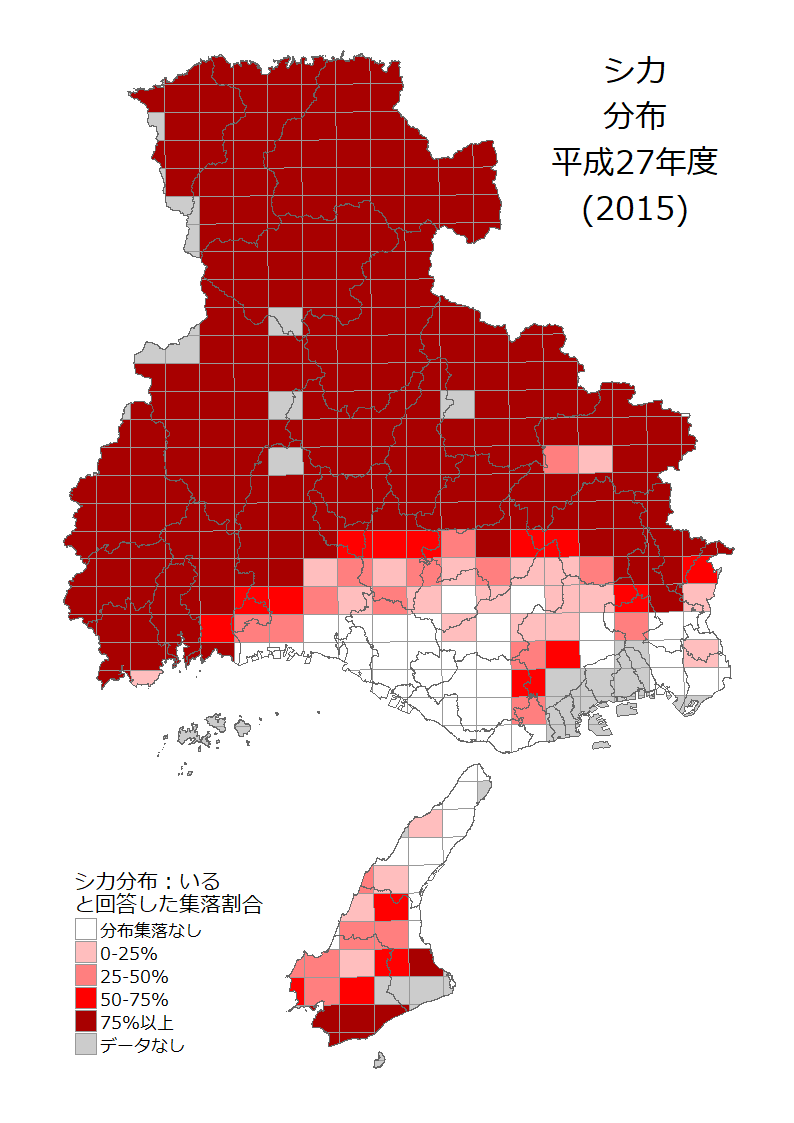 シカ
分布
平成27年度
(2015)
シカ分布：いる
と回答した集落割合
分布集落なし
0-25%
25-50%
50-75%
75%以上
データなし